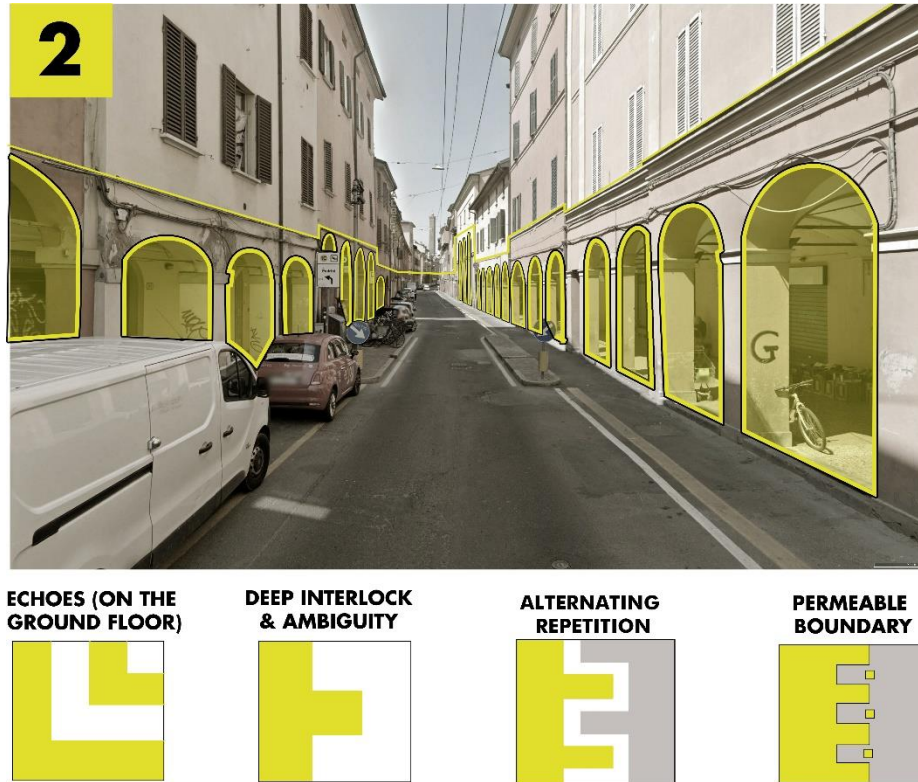 2
G
ECHOES (ON THE
GROUND FLOOR)
DEEP INTERLOCK
& AMBIGUITY
ALTERNATING
REPETITION
PERMEABLE
BOUNDARY